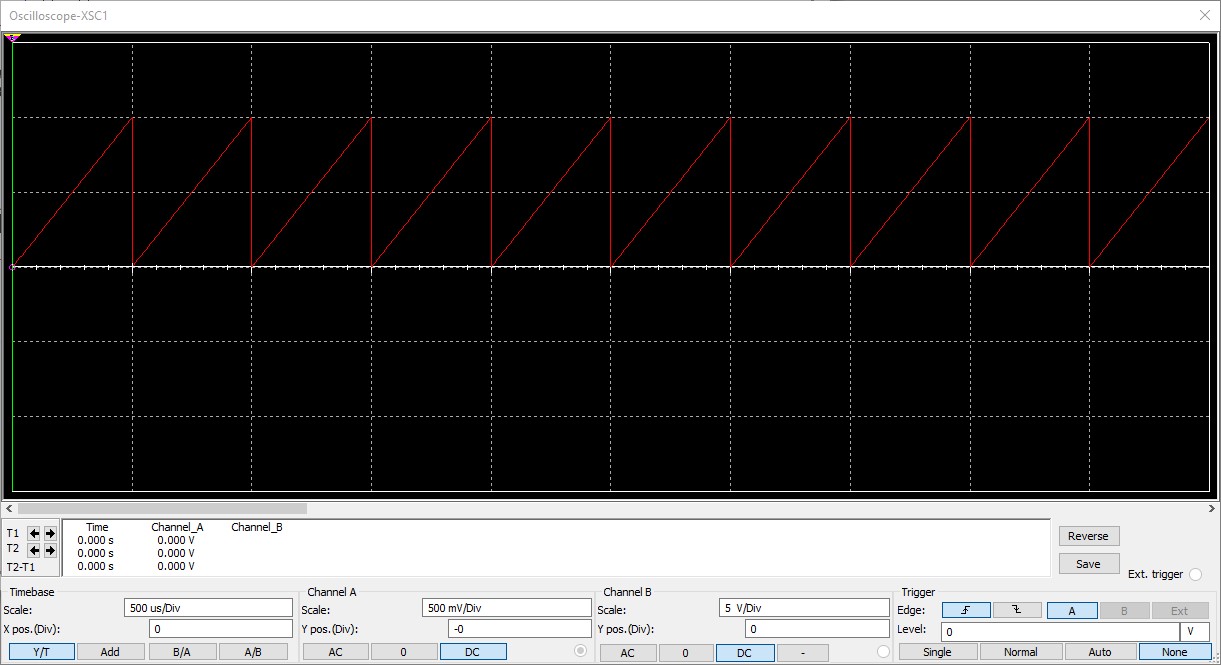 Oscilloscope-XSC1
Time Channel_A Channel_B
T1 0.000 s 0.000 V
T2 0.000 s 0.000 V
T2-T1 0.000 s 0.000 V
Reverse
Save
Ext. trigger
Timebase
Scale: 500 us/Div
X pos.(Div): 0
Y/T Add B/A A/B
Channel A
Scale: 500 mV/Div
Y pos.(Div): -0
AC 0 DC
Channel B
Scale: 5 V/Div
Y pos.(Div): 0
AC 0 DC -
Trigger
Edge: A B Ext
Level: 0 V
Single Normal Auto None